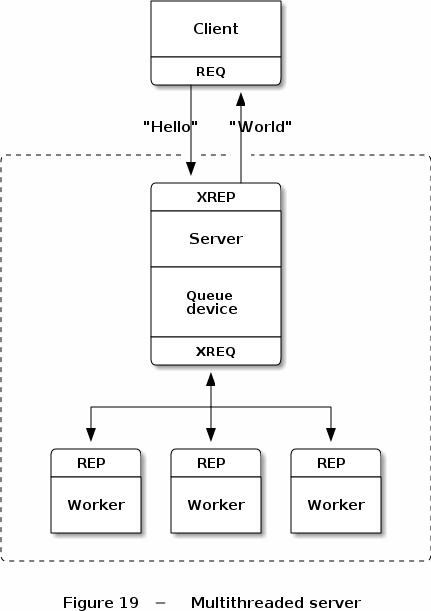 Client
REQ
"Hello" "World"
XREP
Server
Queue
device
XREQ
REP REP REP
Worker Worker Worker
Figure 19 − Multithreaded server